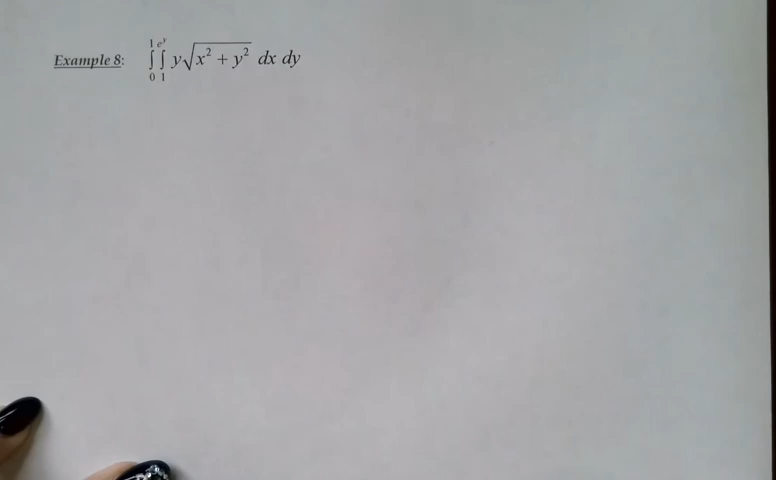 Example 8: ∫₀¹ ∫₁^{e^y} y√(x² + y²) dx dy